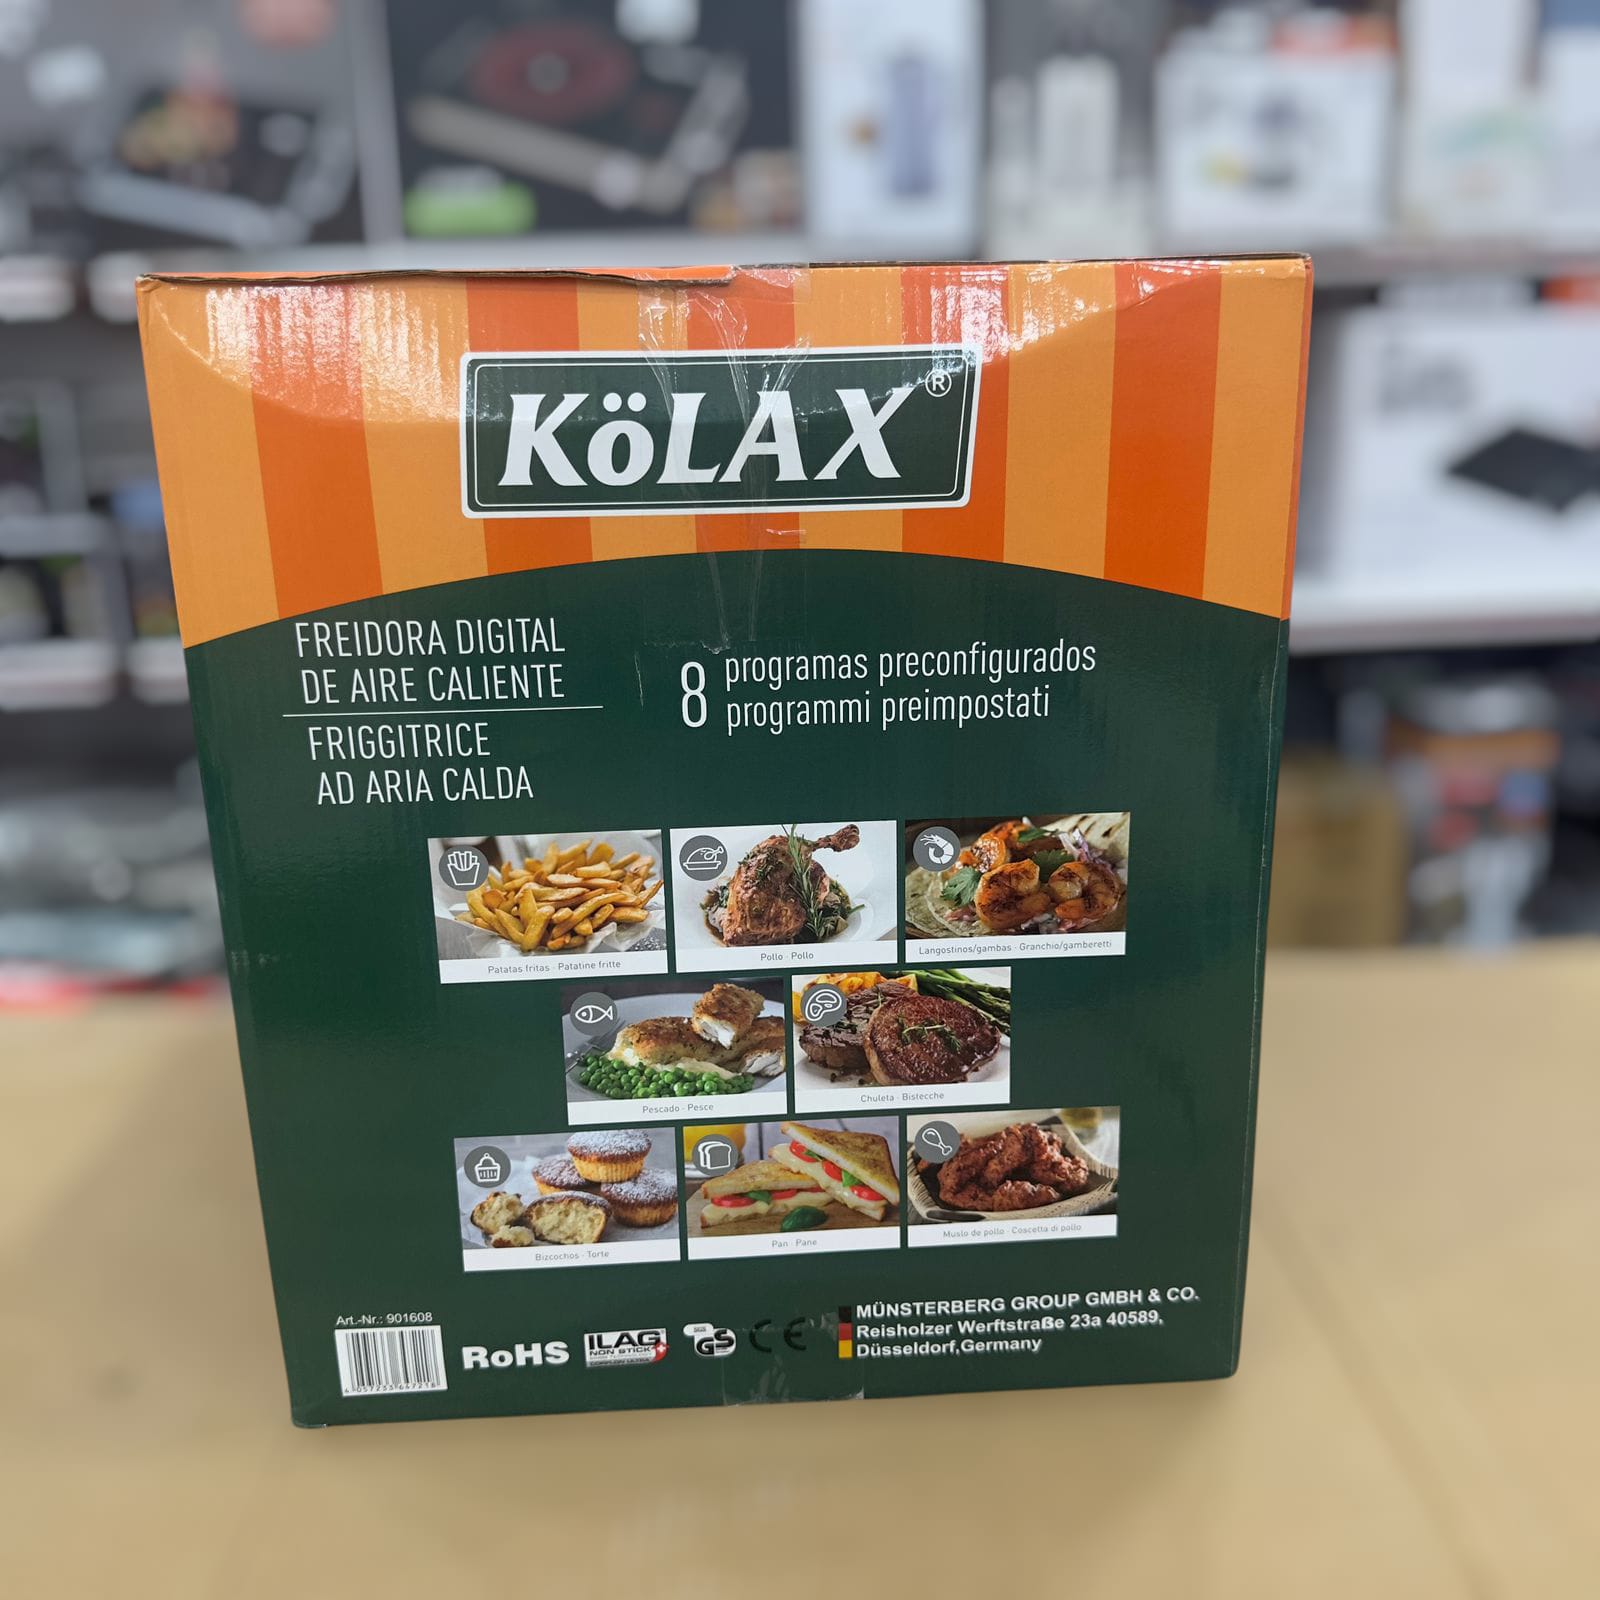 KöLAX®
FREIDORA DIGITAL
DE AIRE CALIENTE
FRIGGITRICE
AD ARIA CALDA
8 programas preconfigurados
programmi preimpostati
Patatas fritas · Patatine fritte
Pollo · Pollo
Langostinos/gambas · Granchio/gamberetti
Pescado · Pesce
Chuleta · Bistecche
Bizcochos · Torte
Pan · Pane
Muslo de pollo · Coscetta di pollo
Art.-Nr.: 901608
4 057233 647218
RoHS
ILAG
NON STICK
GS
CE
MÜNSTERBERG GROUP GMBH & CO.
Reisholzer Werftstraße 23a 40589,
Düsseldorf,Germany